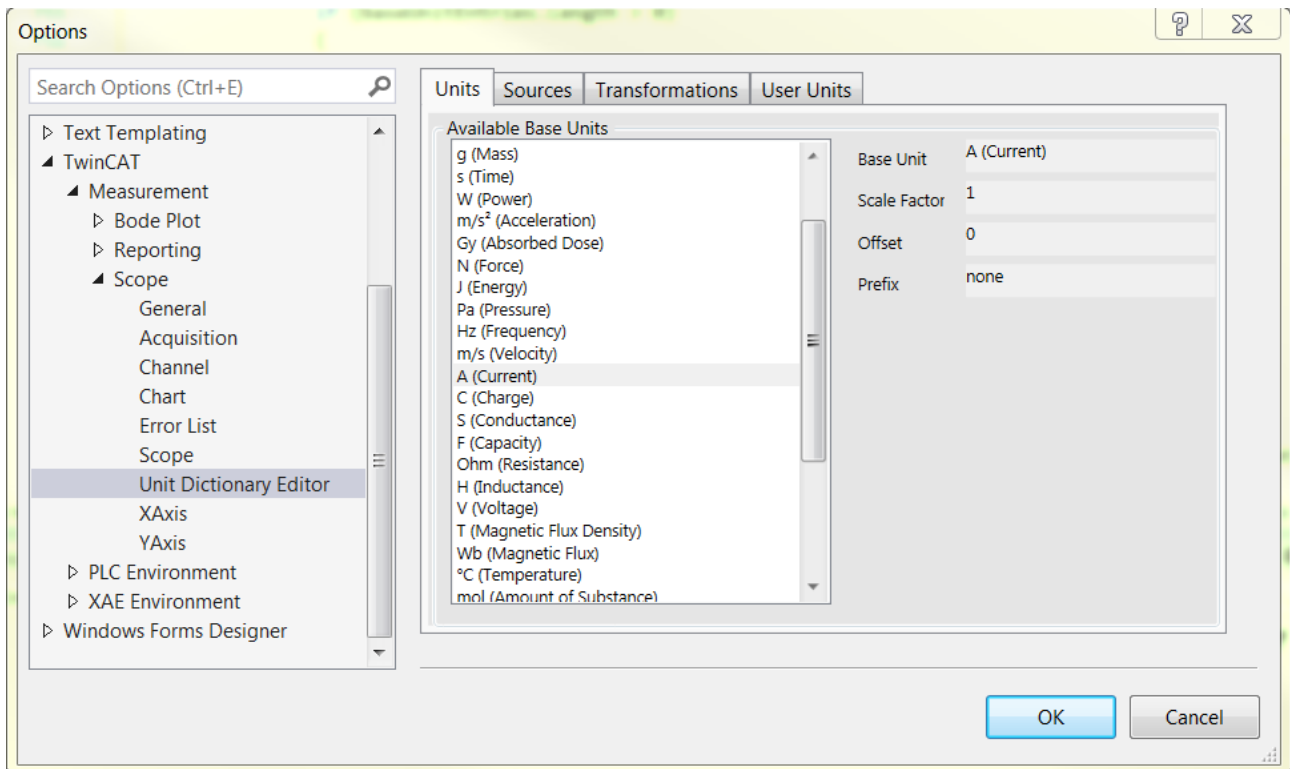 Options
Search Options (Ctrl+E)
Text Templating
TwinCAT
Measurement
Bode Plot
Reporting
Scope
General
Acquisition
Channel
Chart
Error List
Scope
Unit Dictionary Editor
XAxis
YAxis
PLC Environment
XAE Environment
Windows Forms Designer
Units Sources Transformations User Units
Available Base Units
g (Mass)
s (Time)
W (Power)
m/s² (Acceleration)
Gy (Absorbed Dose)
N (Force)
J (Energy)
Pa (Pressure)
Hz (Frequency)
m/s (Velocity)
A (Current)
C (Charge)
S (Conductance)
F (Capacity)
Ohm (Resistance)
H (Inductance)
V (Voltage)
T (Magnetic Flux Density)
Wb (Magnetic Flux)
°C (Temperature)
mol (Amount of Substance)
Base Unit A (Current)
Scale Factor 1
Offset 0
Prefix none
OK Cancel